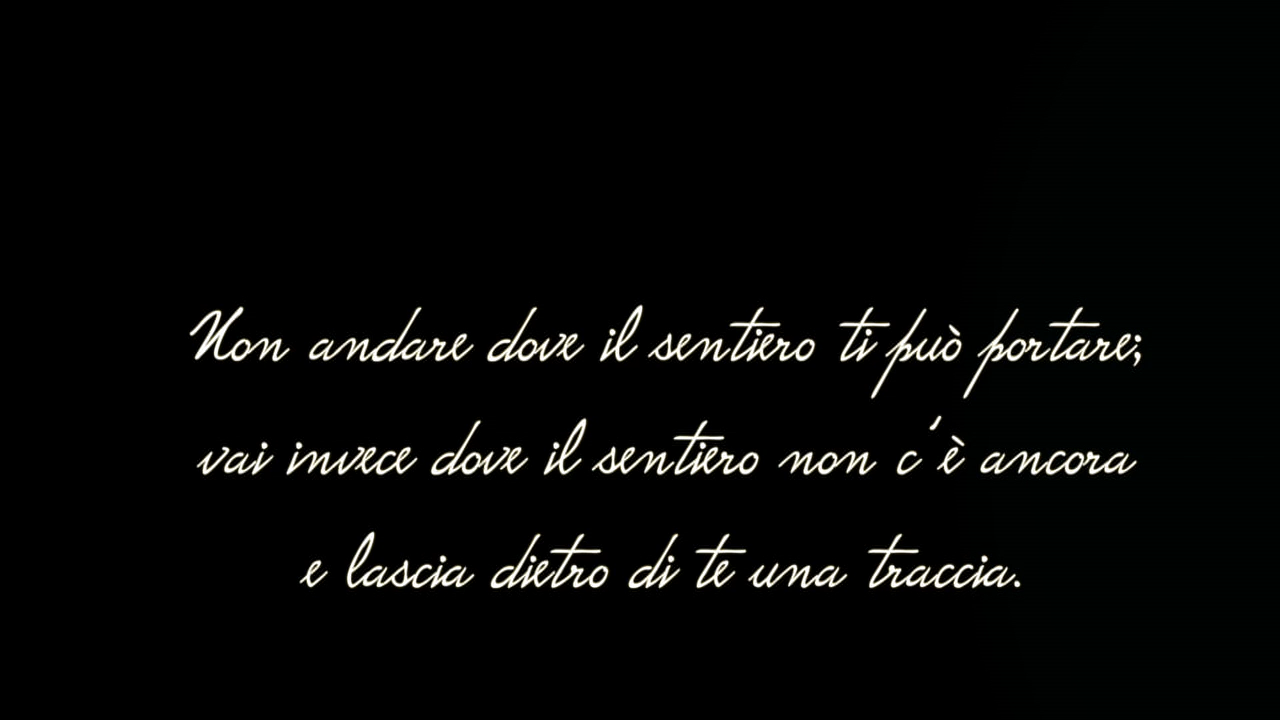 Non andare dove il sentiero ti può portare;
vai invece dove il sentiero non c'è ancora
e lascia dietro di te una traccia.